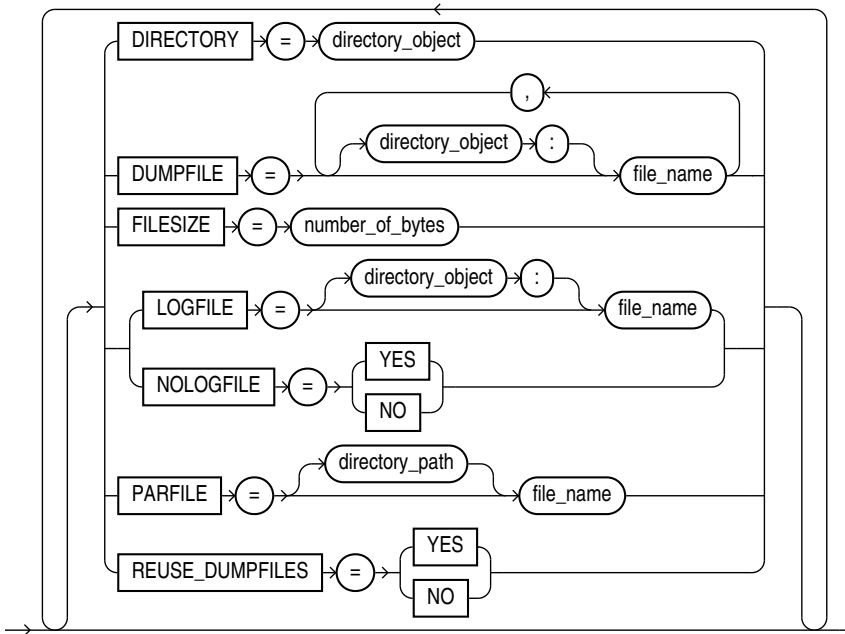 DIRECTORY = directory_object
,
directory_object :
DUMPFILE = file_name
FILESIZE = number_of_bytes
directory_object :
LOGFILE = file_name
YES
NOLOGFILE =
NO
directory_path
PARFILE = file_name
YES
REUSE_DUMPFILES =
NO